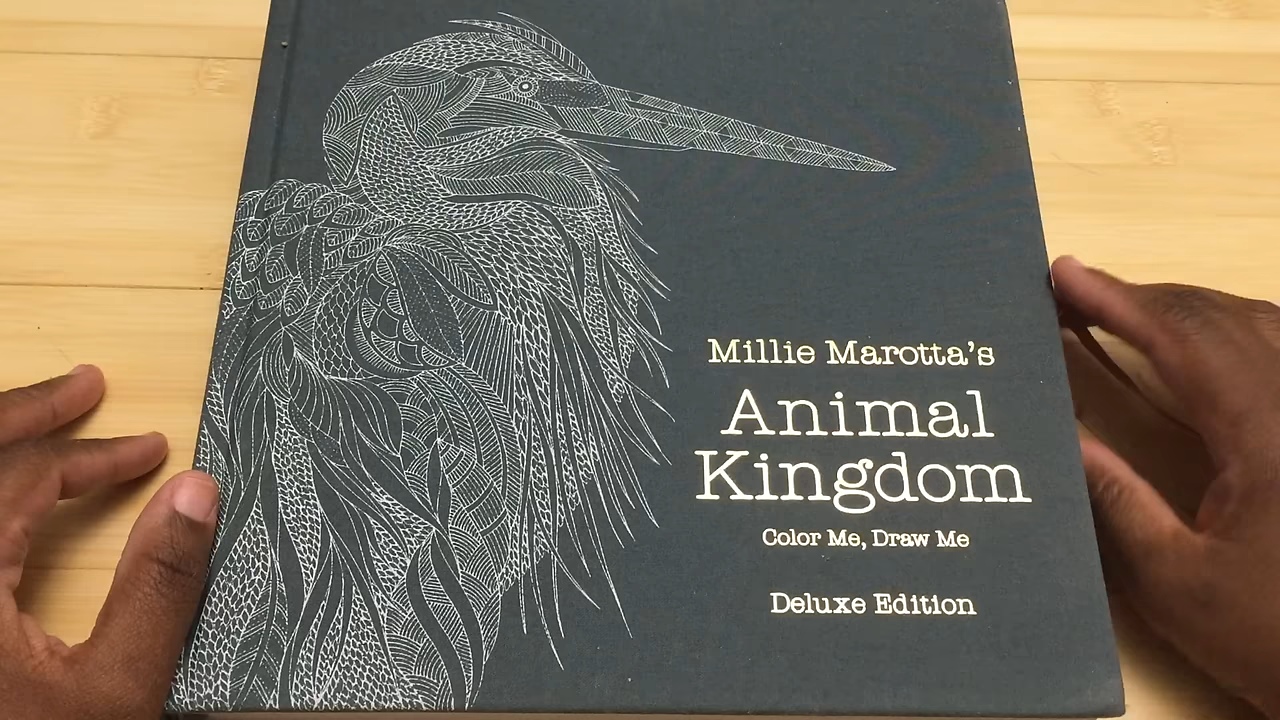 Millie Marotta's
Animal
Kingdom
Color Me, Draw Me
Deluxe Edition